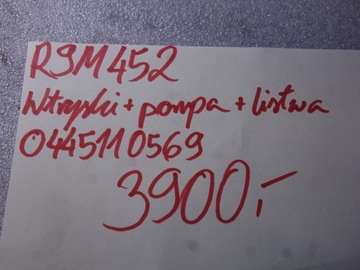 R9M452
Wtryski + pompa + listwa
0445110569
3900,-